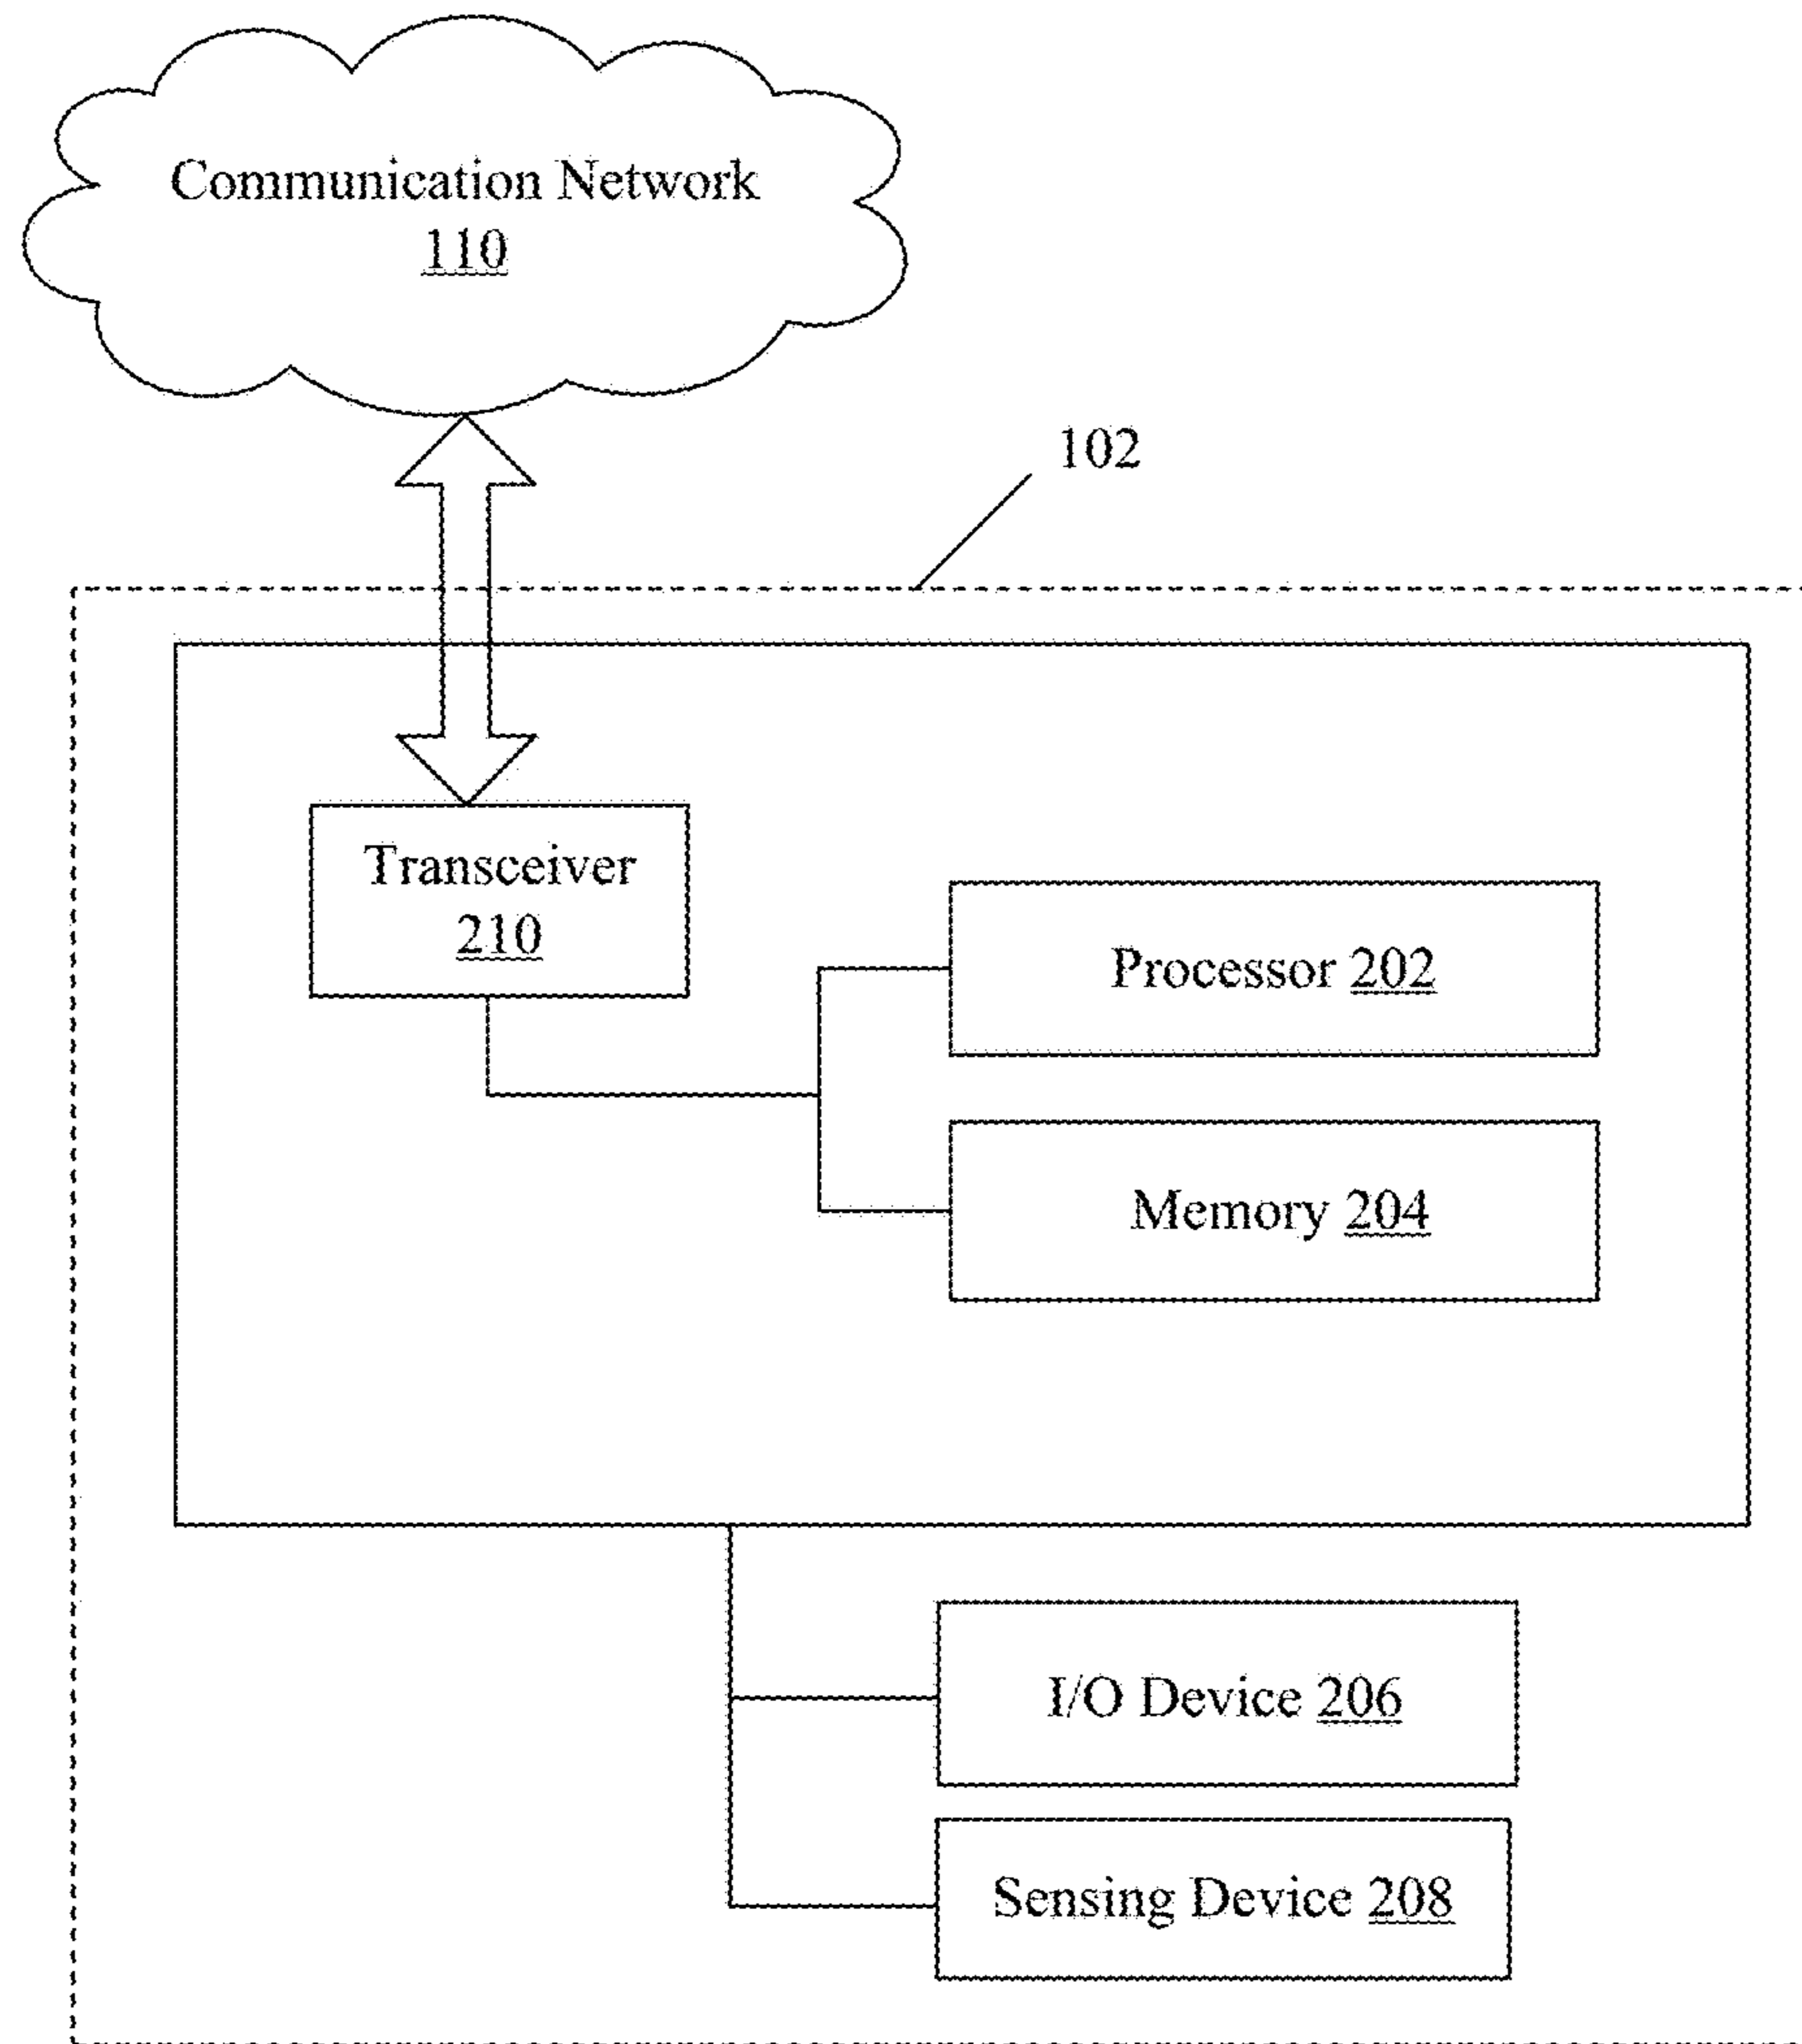 Communication Network
110
102
Transceiver
210
Processor 202
Memory 204
I/O Device 206
Sensing Device 208